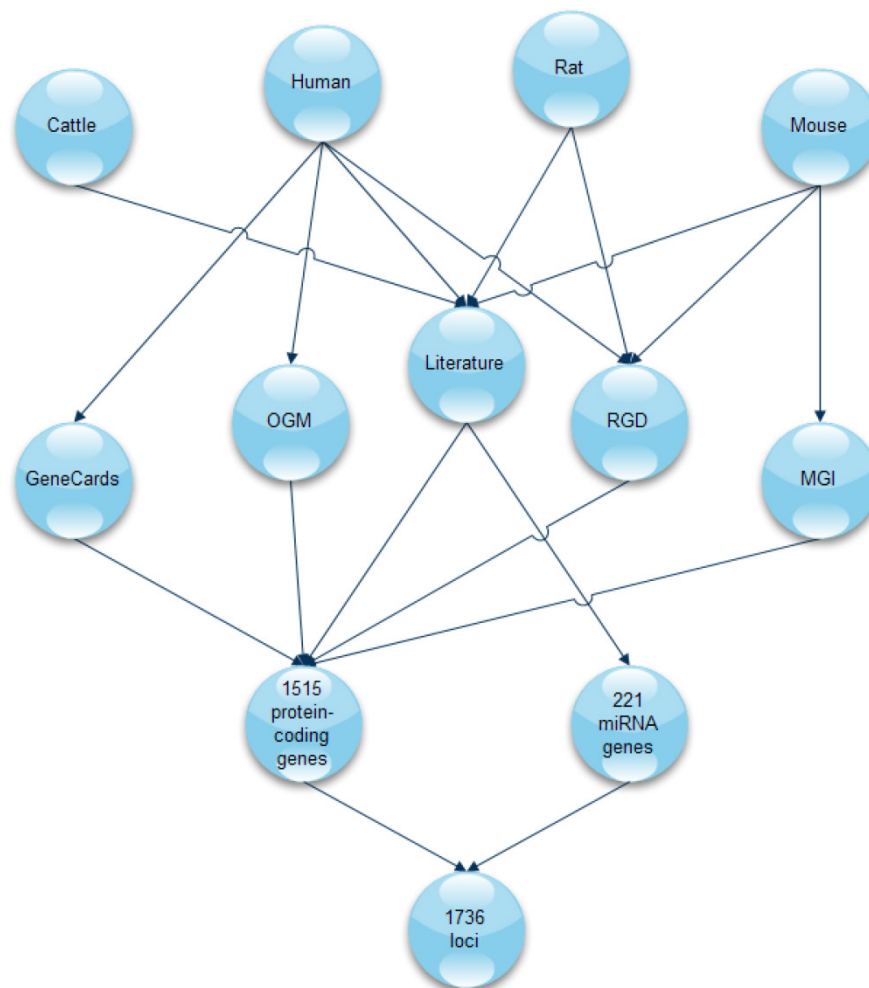 Cattle
Human
Rat
Mouse
Literature
OGM
RGD
GeneCards
MGI
1515
protein-
coding
genes
221
miRNA
genes
1736
loci